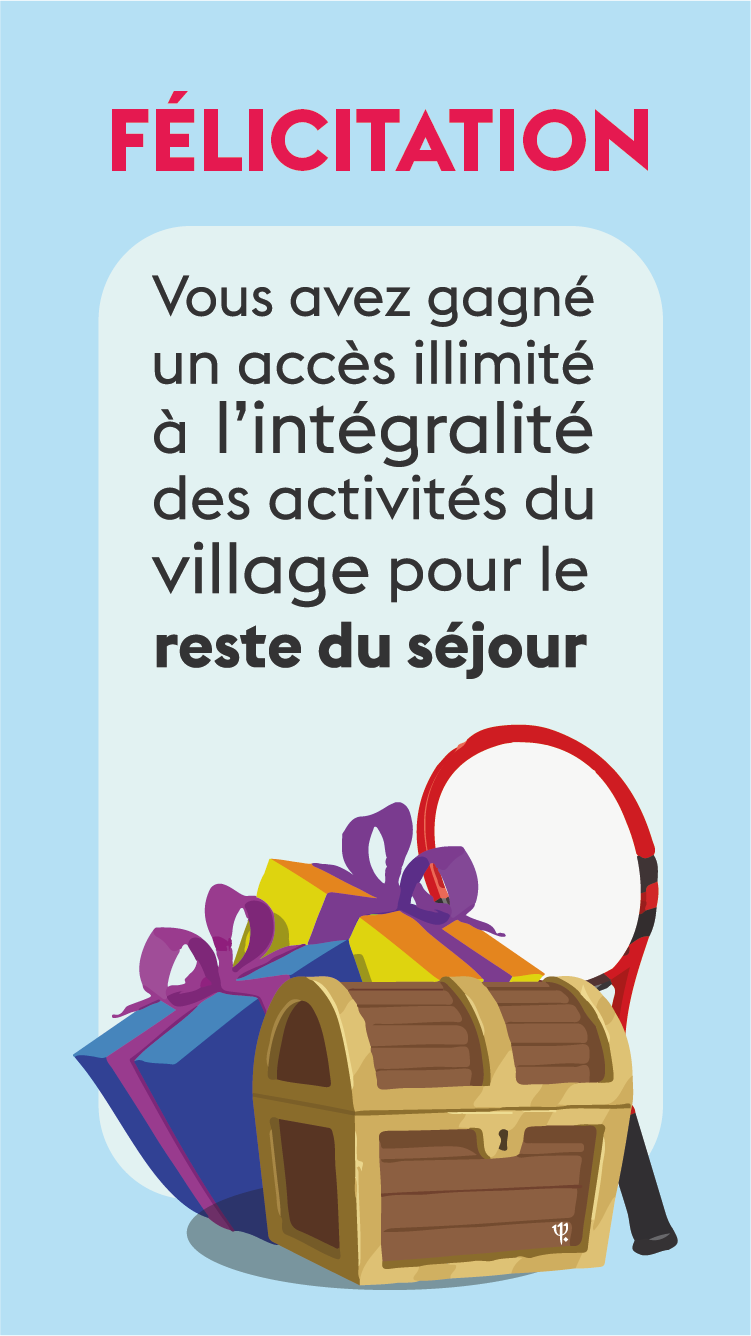 FÉLICITATION
Vous avez gagné
un accès illimité
à l’intégralité
des activités du
village pour le
reste du séjour